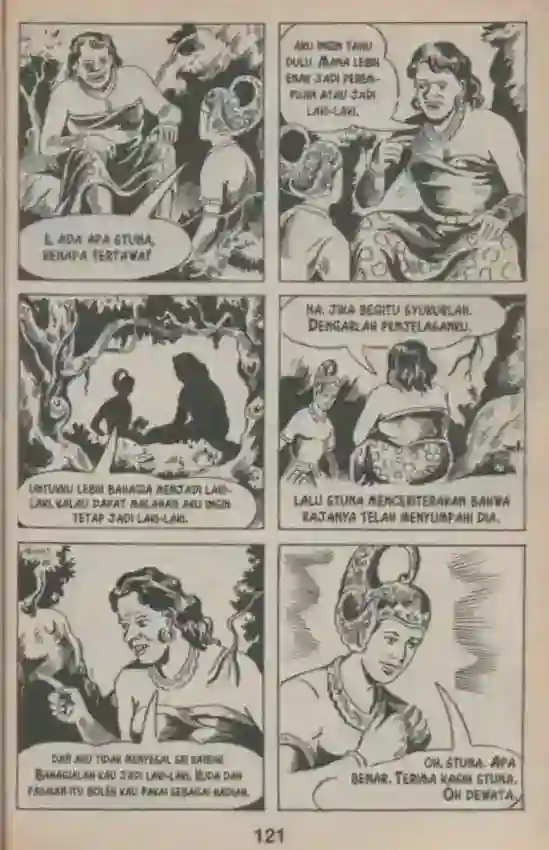 E, ADA APA STUNA,
KENAPA TERTAWA?
AKU INGIN TAHU
DULU. MANA LEBIH
ENAK JADI PEREM-
PUAN ATAU JADI
LAKI-LAKI.
UNTUKKU LEBIH BAHAGIA MENJADI LAKI-
LAKI. KALAU DAPAT MALAHAN AKU INGIN
TETAP JADI LAKI-LAKI.
NA, JIKA BEGITU SYUKURLAH.
DENGARLAH PENJELASANKU.
LALU STUNA MENCERITERAKAN BAHWA
RAJANYA TELAH MENYUMPAHI DIA.
DAN AKU TIDAK MENYESAL SRI KANDHI.
BAHAGIALAH KAU JADI LAKI-LAKI. KUDA DAN
PAKAIAN ITU BOLEH KAU PAKAI SEBAGAI HADIAH.
OH, STUNA. APA
BENAR. TERIMA KASIH STUNA.
OH DEWATA.
121